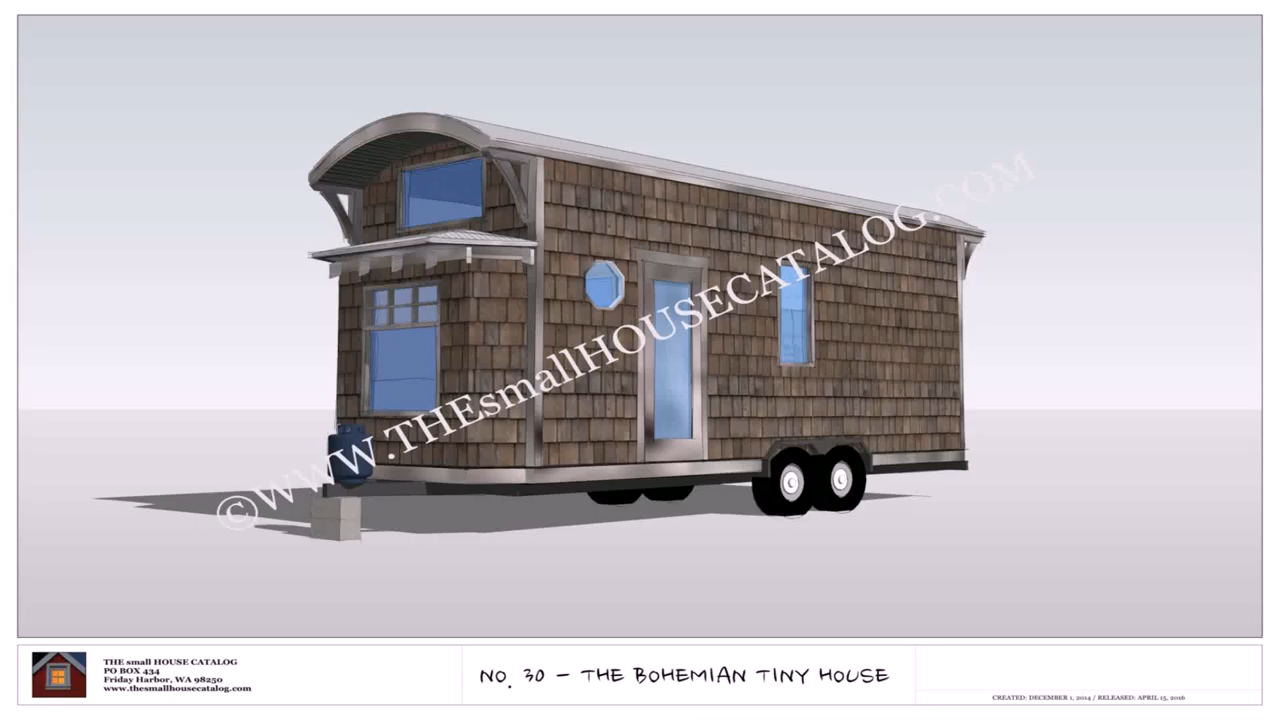 ©WWW.THEsmallHOUSECATALOG.COM
THE small HOUSE CATALOG
PO BOX 434
Friday Harbor, WA 98250
www.thesmallhousecatalog.com
NO. 30 - THE BOHEMIAN TINY HOUSE
CREATED: DECEMBER 1, 2014 / RELEASED: APRIL 15, 2016